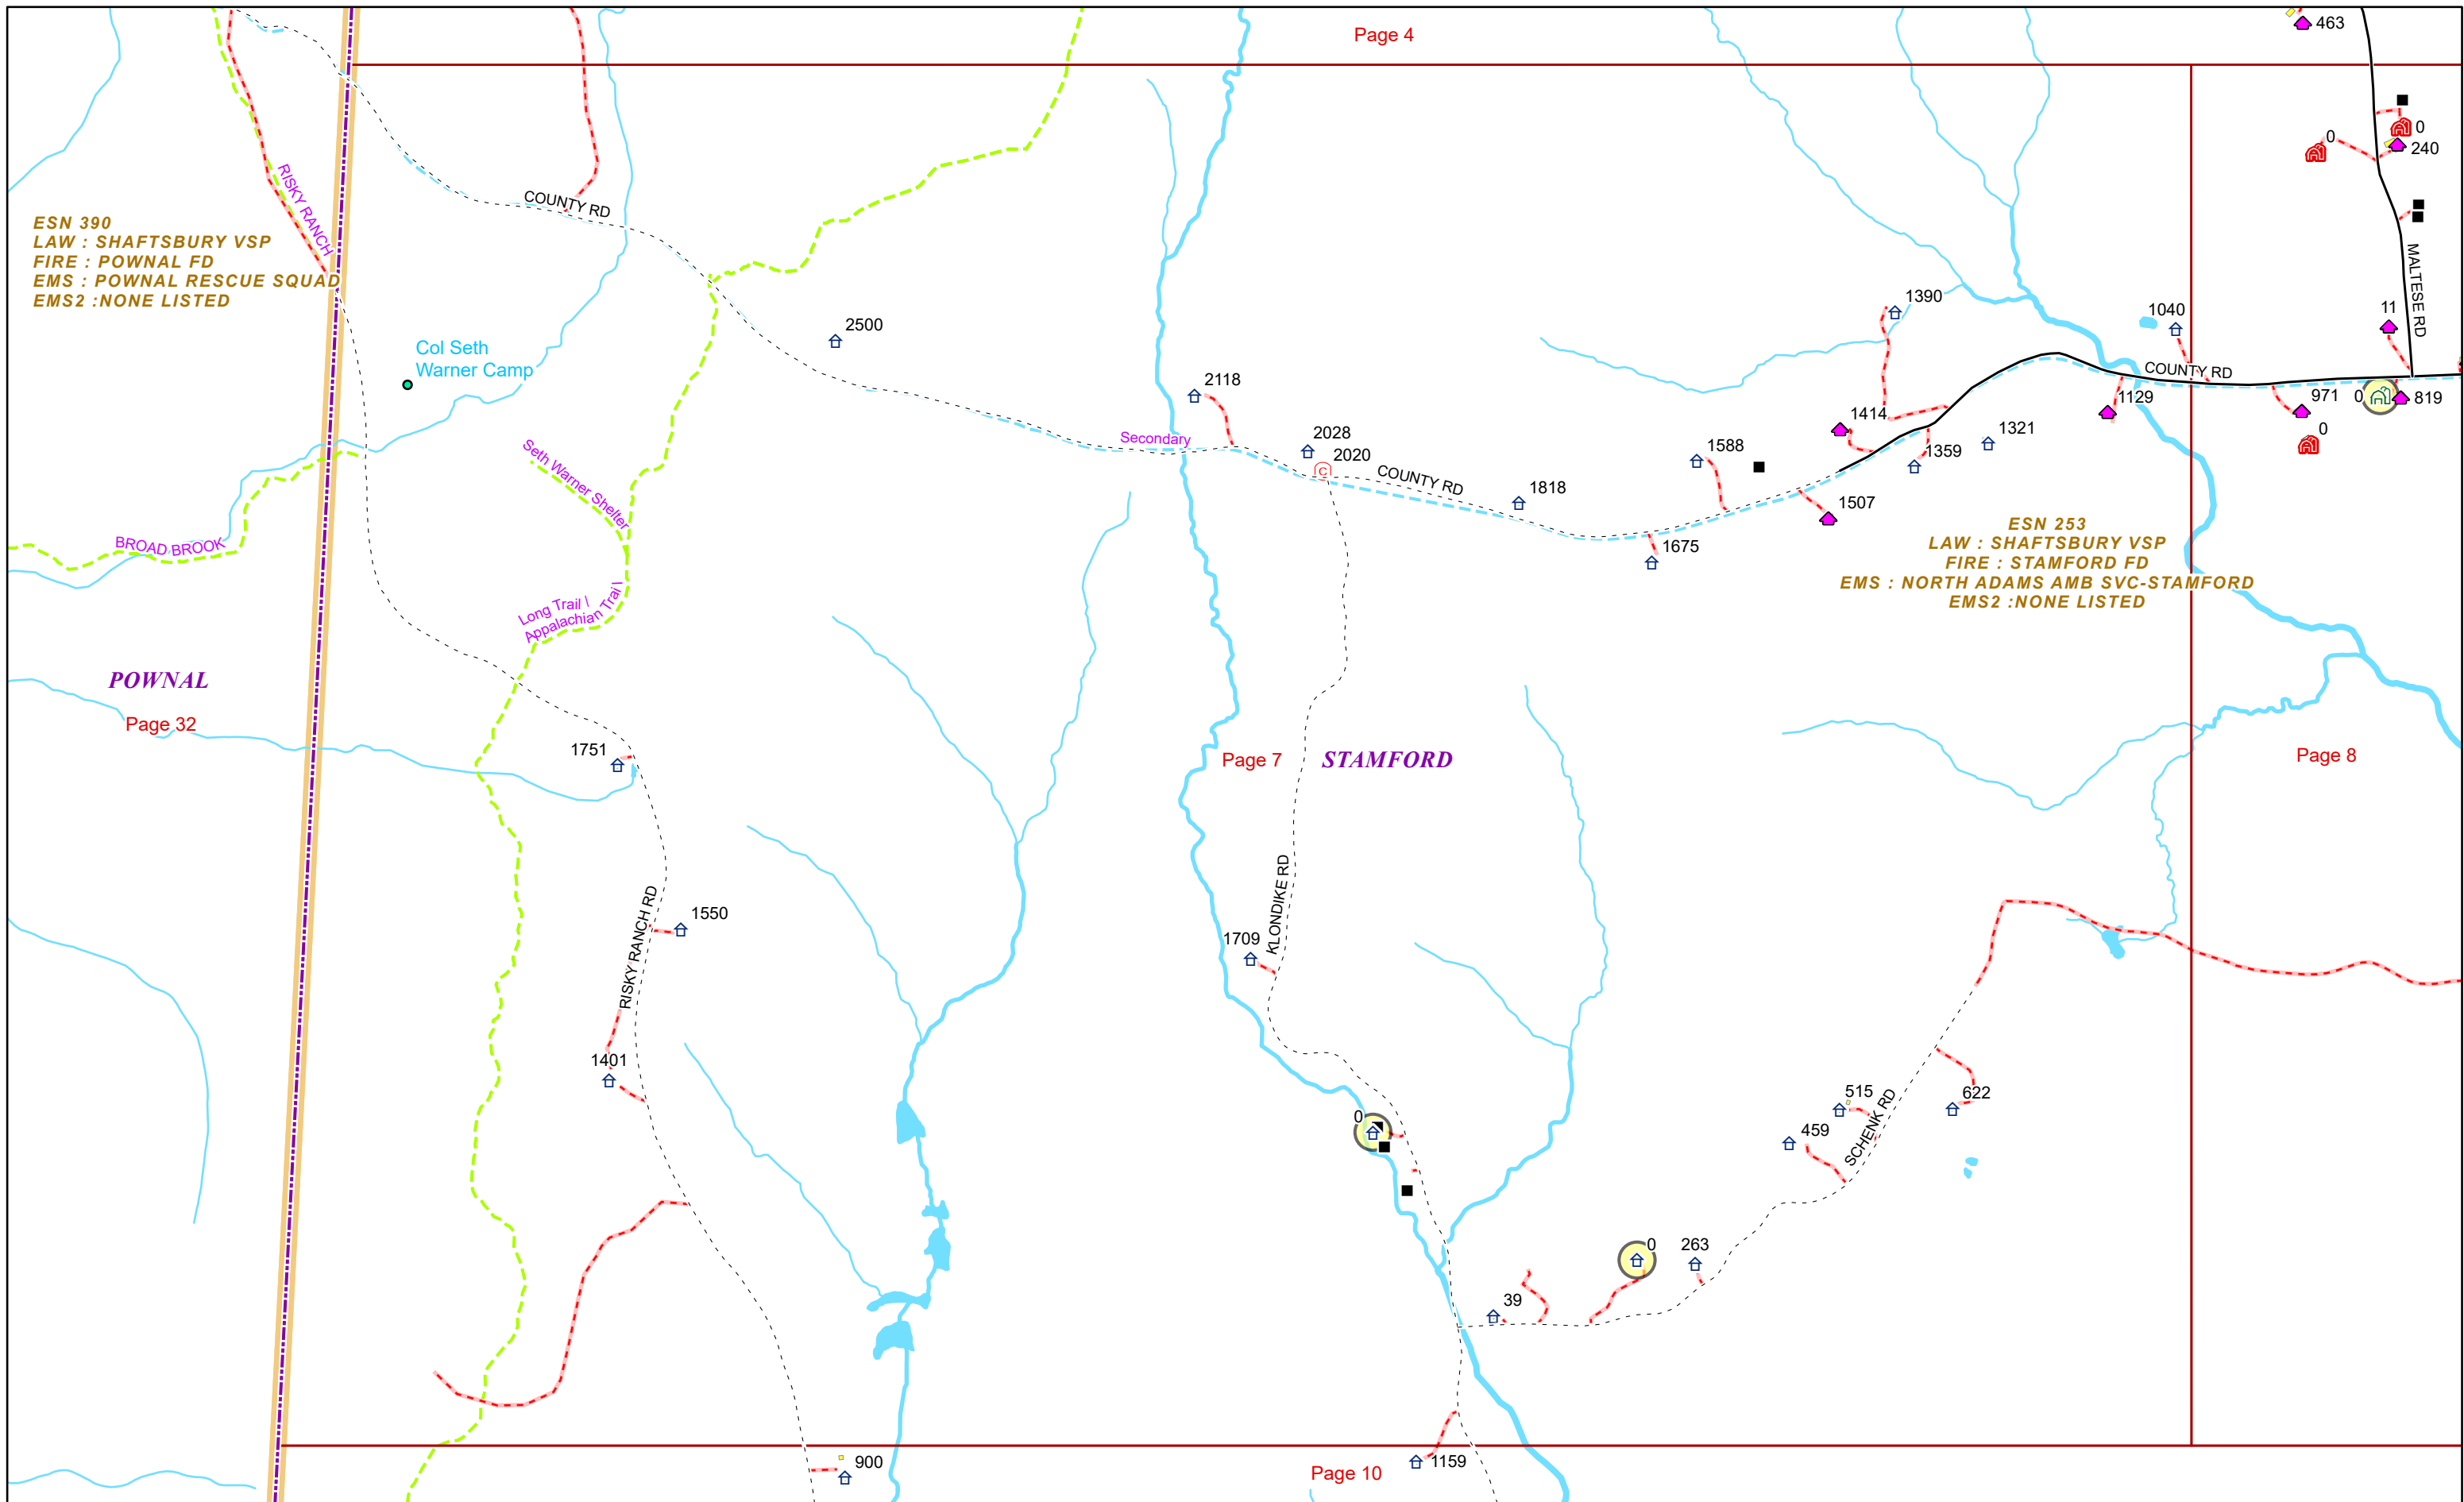 Page 4
463
0
0
240
RISKY RANCH
COUNTY RD
ESN 390
LAW : SHAFTSBURY VSP
FIRE : POWNAL FD
EMS : POWNAL RESCUE SQUAD
EMS2 :NONE LISTED
MALTESE RD
1390
1040
11
2500
Col Seth
Warner Camp
COUNTY RD
2118
1414
1129
971
0
819
Secondary
2028
2020
1588
1359
1321
0
Seth Warner Shelter
COUNTY RD
1818
1507
BROAD BROOK
1675
ESN 253
LAW : SHAFTSBURY VSP
FIRE : STAMFORD FD
EMS : NORTH ADAMS AMB SVC-STAMFORD
EMS2 :NONE LISTED
Long Trail /
Appalachian Trail
POWNAL
Page 32
1751
Page 7
STAMFORD
Page 8
RISKY RANCH RD
1550
KLONDIKE RD
1709
1401
0
515
622
459
SCHENK RD
0
263
39
900
Page 10
1159
C